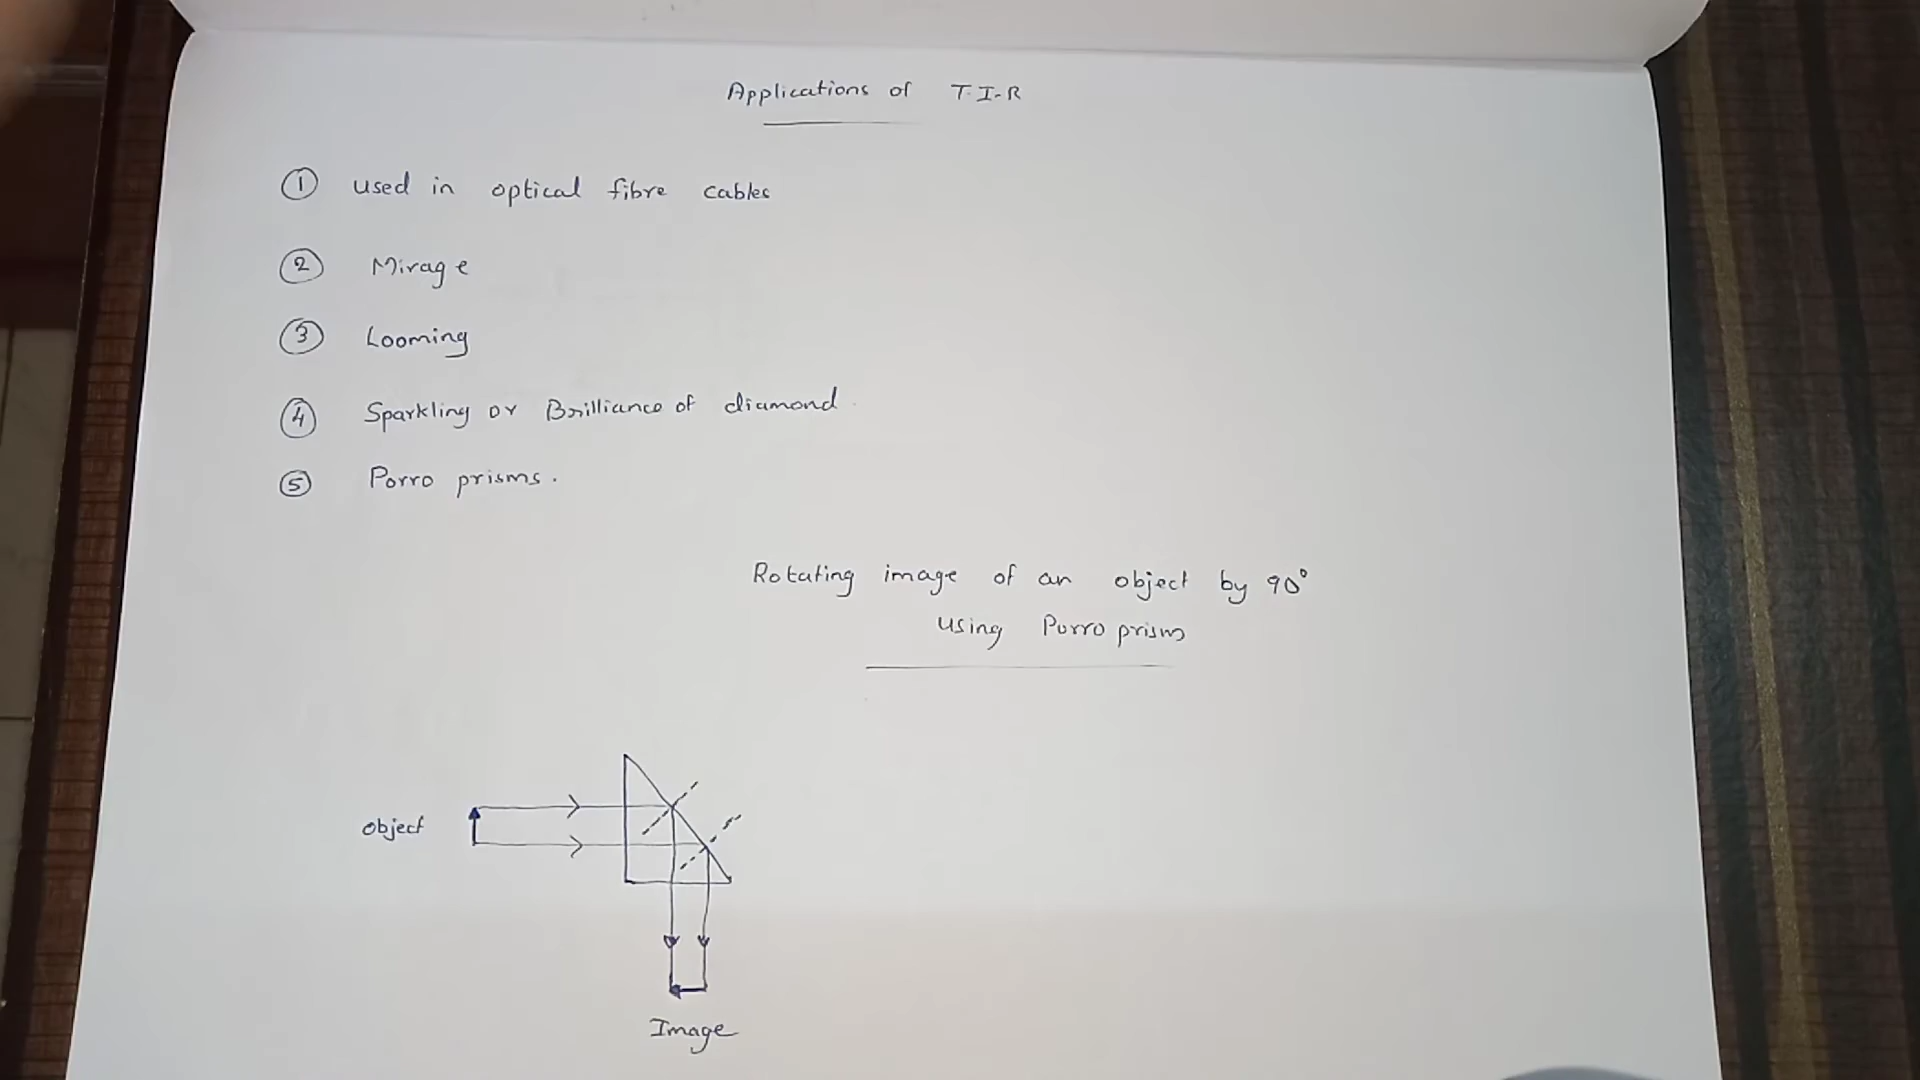 Applications of T.I.R
① used in optical fibre cables
② Mirage
③ Looming
④ Sparkling or Brilliance of diamond
⑤ Porro prisms.
Rotating image of an object by 90°
using Porro prism
Object
Image